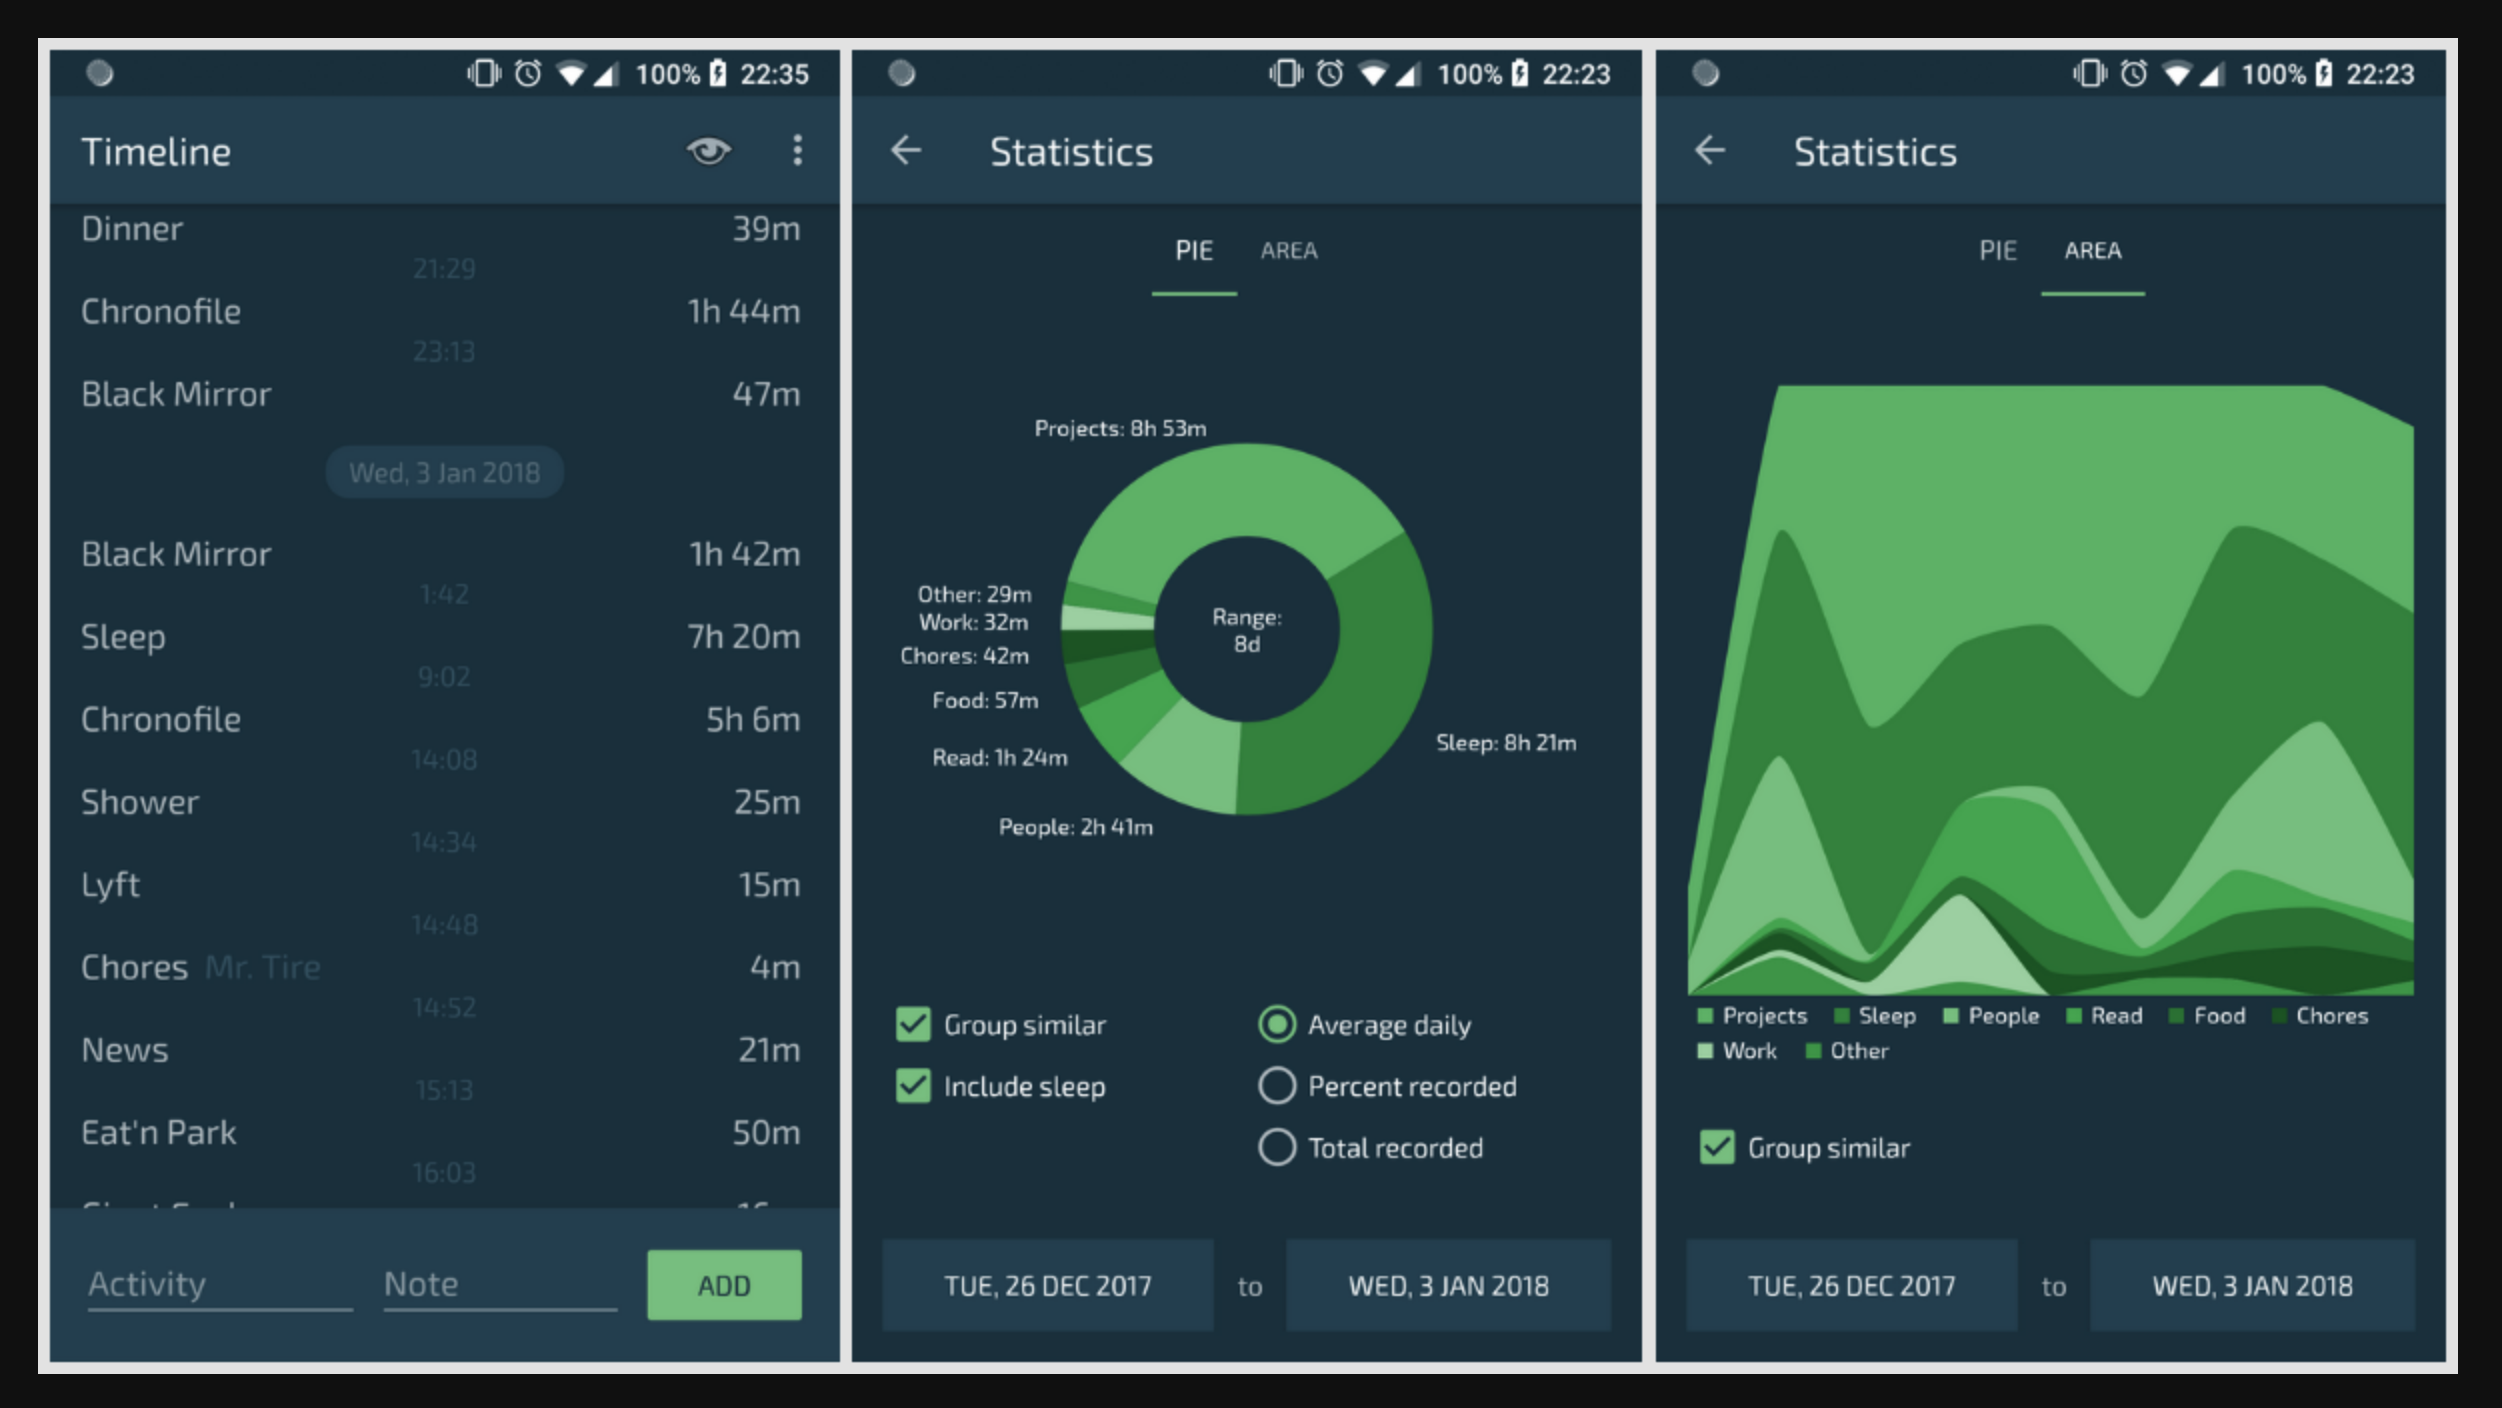 100% 22:35
Timeline
Dinner 39m
21:29
Chronofile 1h 44m
23:13
Black Mirror 47m
Wed, 3 Jan 2018
Black Mirror 1h 42m
1:42
Sleep 7h 20m
9:02
Chronofile 5h 6m
14:08
Shower 25m
14:34
Lyft 15m
14:48
Chores Mr. Tire 4m
14:52
News 21m
15:13
Eat'n Park 50m
16:03
Activity Note ADD
100% 22:23
Statistics
PIE AREA
Projects: 8h 53m
Other: 29m
Work: 32m
Chores: 42m
Food: 57m
Read: 1h 24m
People: 2h 41m
Sleep: 8h 21m
Range:
8d
Group similar Average daily
Include sleep Percent recorded
Total recorded
TUE, 26 DEC 2017 to WED, 3 JAN 2018
100% 22:23
Statistics
PIE AREA
Projects Sleep People Read Food Chores
Work Other
Group similar
TUE, 26 DEC 2017 to WED, 3 JAN 2018